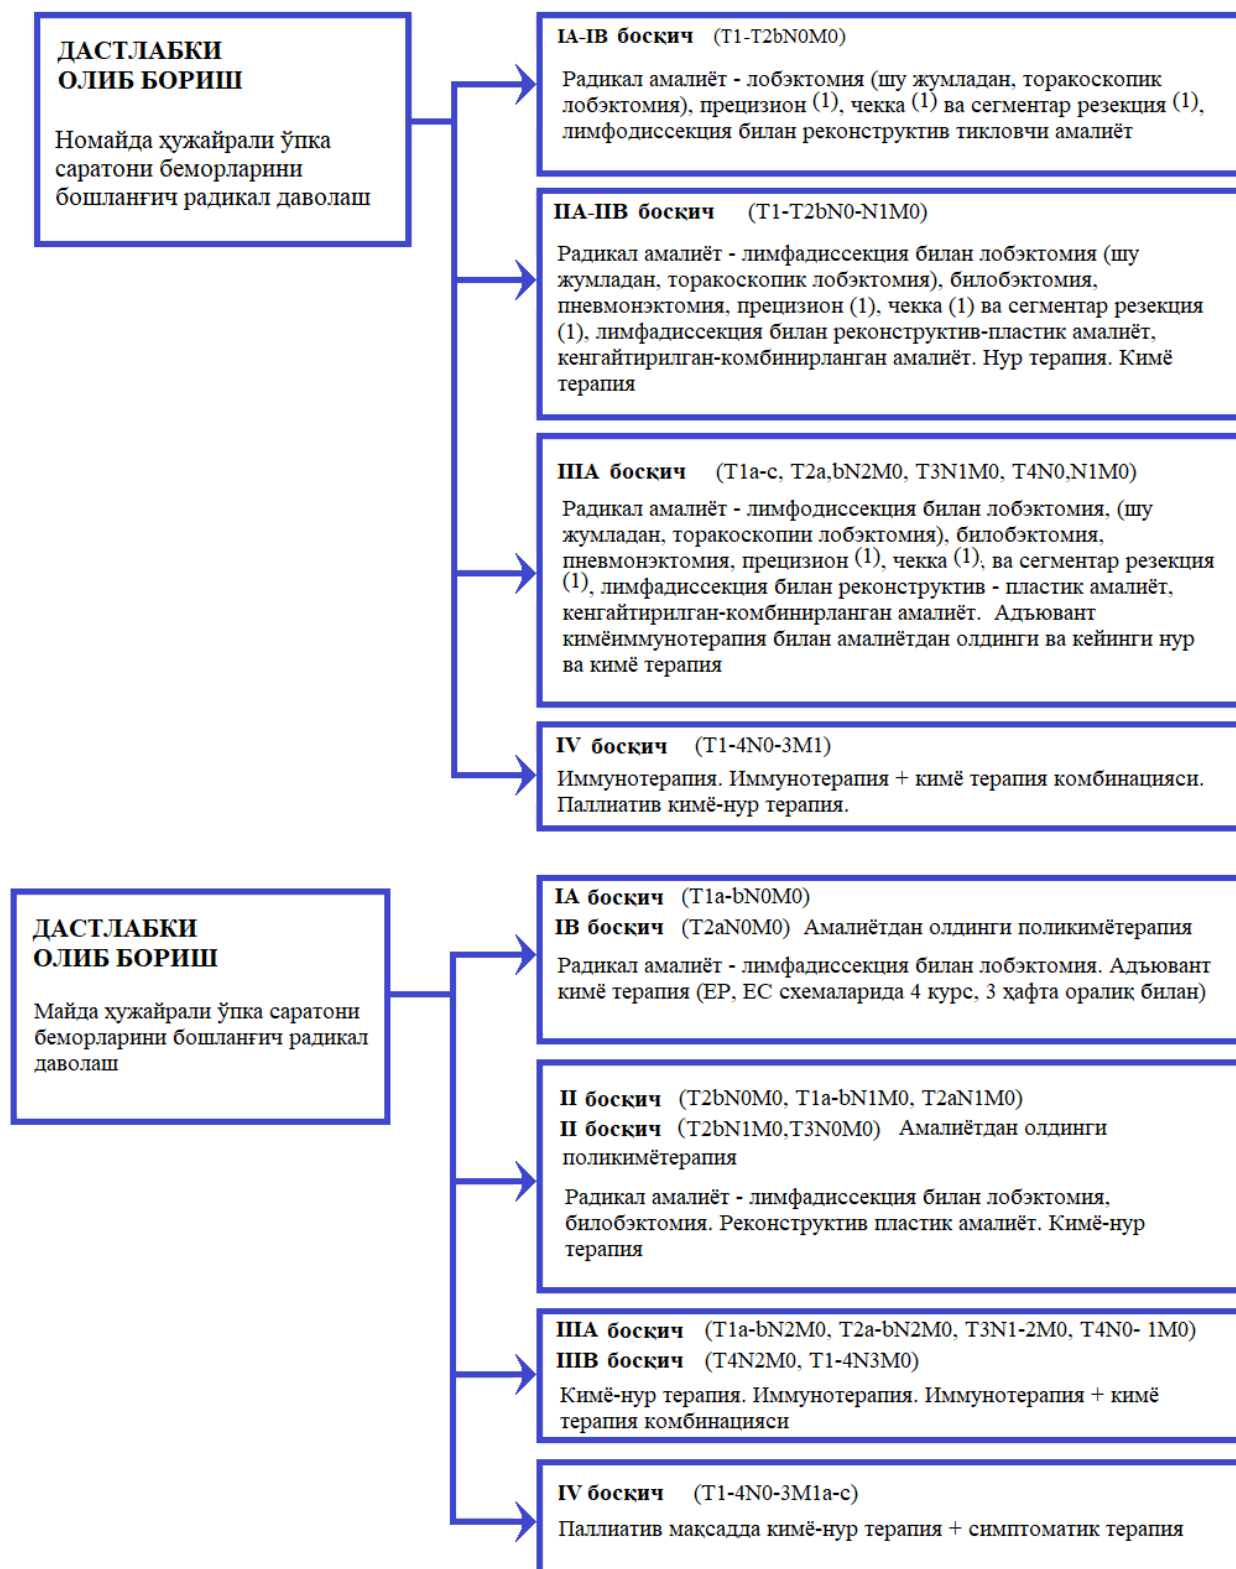 ДАСТЛАБКИ
ОЛИБ БОРИШ
Номайда ҳужайрали ўпка
саратони беморларини
бошланғич радикал даволаш
IA-IB босқич (T1-T2bN0M0)
Радикал амалиёт - лобэктомия (шу жумладан, торакоскопик
лобэктомия), прецизион (1), чекка (1) ва сегментар резекция (1),
лимфодиссекция билан реконструктив тикловчи амалиёт
IIA-IIB босқич (T1-T2bN0-N1M0)
Радикал амалиёт - лимфадиссекция билан лобэктомия (шу
жумладан, торакоскопик лобэктомия), билобэктомия,
пневмонэктомия, прецизион (1), чекка (1) ва сегментар резекция
(1), лимфадиссекция билан реконструктив-пластик амалиёт,
кенгайтирилган-комбинирланган амалиёт. Нур терапия. Кимё
терапия
IIIA босқич (T1a-c, T2a,bN2M0, T3N1M0, T4N0,N1M0)
Радикал амалиёт - лимфодиссекция билан лобэктомия, (шу
жумладан, торакоскопии лобэктомия), билобэктомия,
пневмонэктомия, прецизион (1), чекка (1), ва сегментар резекция
(1), лимфадиссекция билан реконструктив - пластик амалиёт,
кенгайтирилган-комбинирланган амалиёт. Адъювант
кимёиммунотерапия билан амалиётдан олдинги ва кейинги нур
ва кимё терапия
IV босқич (T1-4N0-3M1)
Иммунотерапия. Иммунотерапия + кимё терапия комбинацияси.
Паллиатив кимё-нур терапия.
ДАСТЛАБКИ
ОЛИБ БОРИШ
Майда ҳужайрали ўпка саратони
беморларини бошланғич радикал
даволаш
IA босқич (T1a-bN0M0)
IB босқич (T2aN0M0) Амалиётдан олдинги поликимётерапия
Радикал амалиёт - лимфадиссекция билан лобэктомия. Адъювант
кимё терапия (EP, EC схемаларида 4 курс, 3 ҳафта оралиқ билан)
II босқич (T2bN0M0, T1a-bN1M0, T2aN1M0)
II босқич (T2bN1M0,T3N0M0) Амалиётдан олдинги
поликимётерапия
Радикал амалиёт - лимфадиссекция билан лобэктомия,
билобэктомия. Реконструктив пластик амалиёт. Кимё-нур
терапия
IIIA босқич (T1a-bN2M0, T2a-bN2M0, T3N1-2M0, T4N0- 1M0)
IIIB босқич (T4N2M0, T1-4N3M0)
Кимё-нур терапия. Иммунотерапия. Иммунотерапия + кимё
терапия комбинацияси
IV босқич (T1-4N0-3M1a-c)
Паллиатив мақсадда кимё-нур терапия + симптоматик терапия